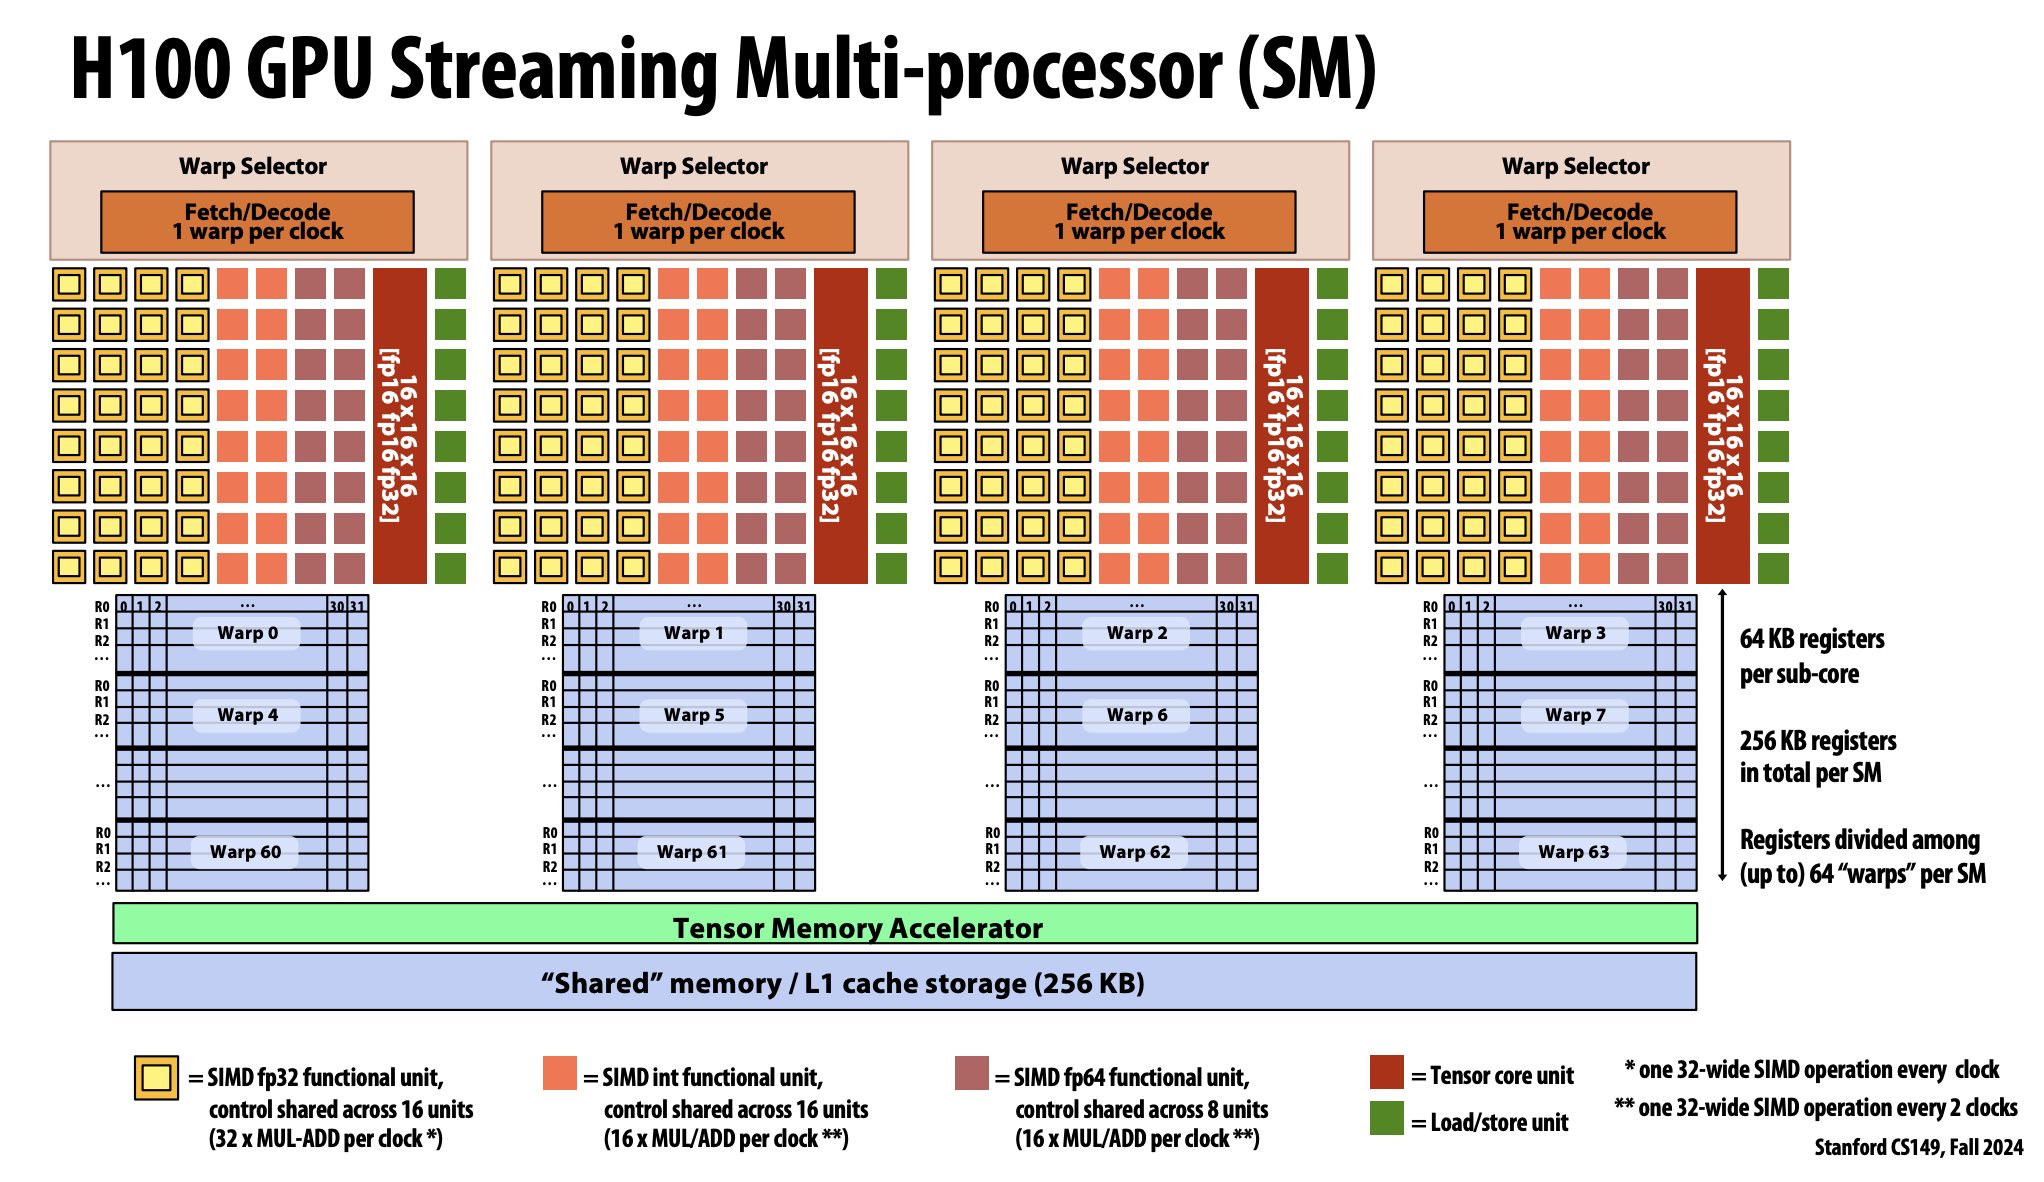 H100 GPU Streaming Multi-processor (SM)
Warp Selector
Fetch/Decode
1 warp per clock
Warp Selector
Fetch/Decode
1 warp per clock
Warp Selector
Fetch/Decode
1 warp per clock
Warp Selector
Fetch/Decode
1 warp per clock
16 x 16 x 16
[fp16 fp16 fp32]
16 x 16 x 16
[fp16 fp16 fp32]
16 x 16 x 16
[fp16 fp16 fp32]
16 x 16 x 16
[fp16 fp16 fp32]
R0 0 1 2 ... 30 31
R1
Warp 0
R2
...
R0
R1
Warp 4
R2
...
...
R0
R1
Warp 60
R2
...
R0 0 1 2 ... 30 31
R1
Warp 1
R2
...
R0
R1
Warp 5
R2
...
...
R0
R1
Warp 61
R2
...
R0 0 1 2 ... 30 31
R1
Warp 2
R2
...
R0
R1
Warp 6
R2
...
...
R0
R1
Warp 62
R2
...
R0 0 1 2 ... 30 31
R1
Warp 3
R2
...
R0
R1
Warp 7
R2
...
...
R0
R1
Warp 63
R2
...
64 KB registers
per sub-core
256 KB registers
in total per SM
Registers divided among
(up to) 64 “warps” per SM
Tensor Memory Accelerator
“Shared” memory / L1 cache storage (256 KB)
= SIMD fp32 functional unit,
control shared across 16 units
(32 x MUL-ADD per clock *)
= SIMD int functional unit,
control shared across 16 units
(16 x MUL/ADD per clock **)
= SIMD fp64 functional unit,
control shared across 8 units
(16 x MUL/ADD per clock **)
= Tensor core unit
= Load/store unit
* one 32-wide SIMD operation every clock
** one 32-wide SIMD operation every 2 clocks
Stanford CS149, Fall 2024